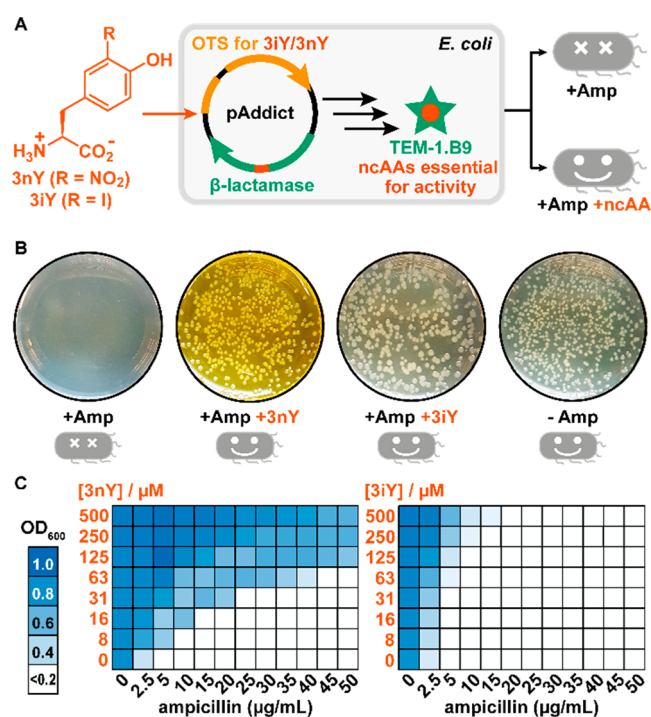 A
R
OH
H3N+
CO2−
3nY (R = NO2)
3iY (R = I)
OTS for 3iY/3nY
E. coli
pAddict
β-lactamase
TEM-1.B9
ncAAs essential
for activity
+Amp
+Amp +ncAA
B
+Amp
+Amp +3nY
+Amp +3iY
- Amp
C
OD600
1.0
0.8
0.6
0.4
<0.2
[3nY] / µM
500
250
125
63
31
16
8
0
0 2.5 5 10 15 20 25 30 35 40 45 50
ampicillin (µg/mL)
[3iY] / µM
500
250
125
63
31
16
8
0
0 2.5 5 10 15 20 25 30 35 40 45 50
ampicillin (µg/mL)